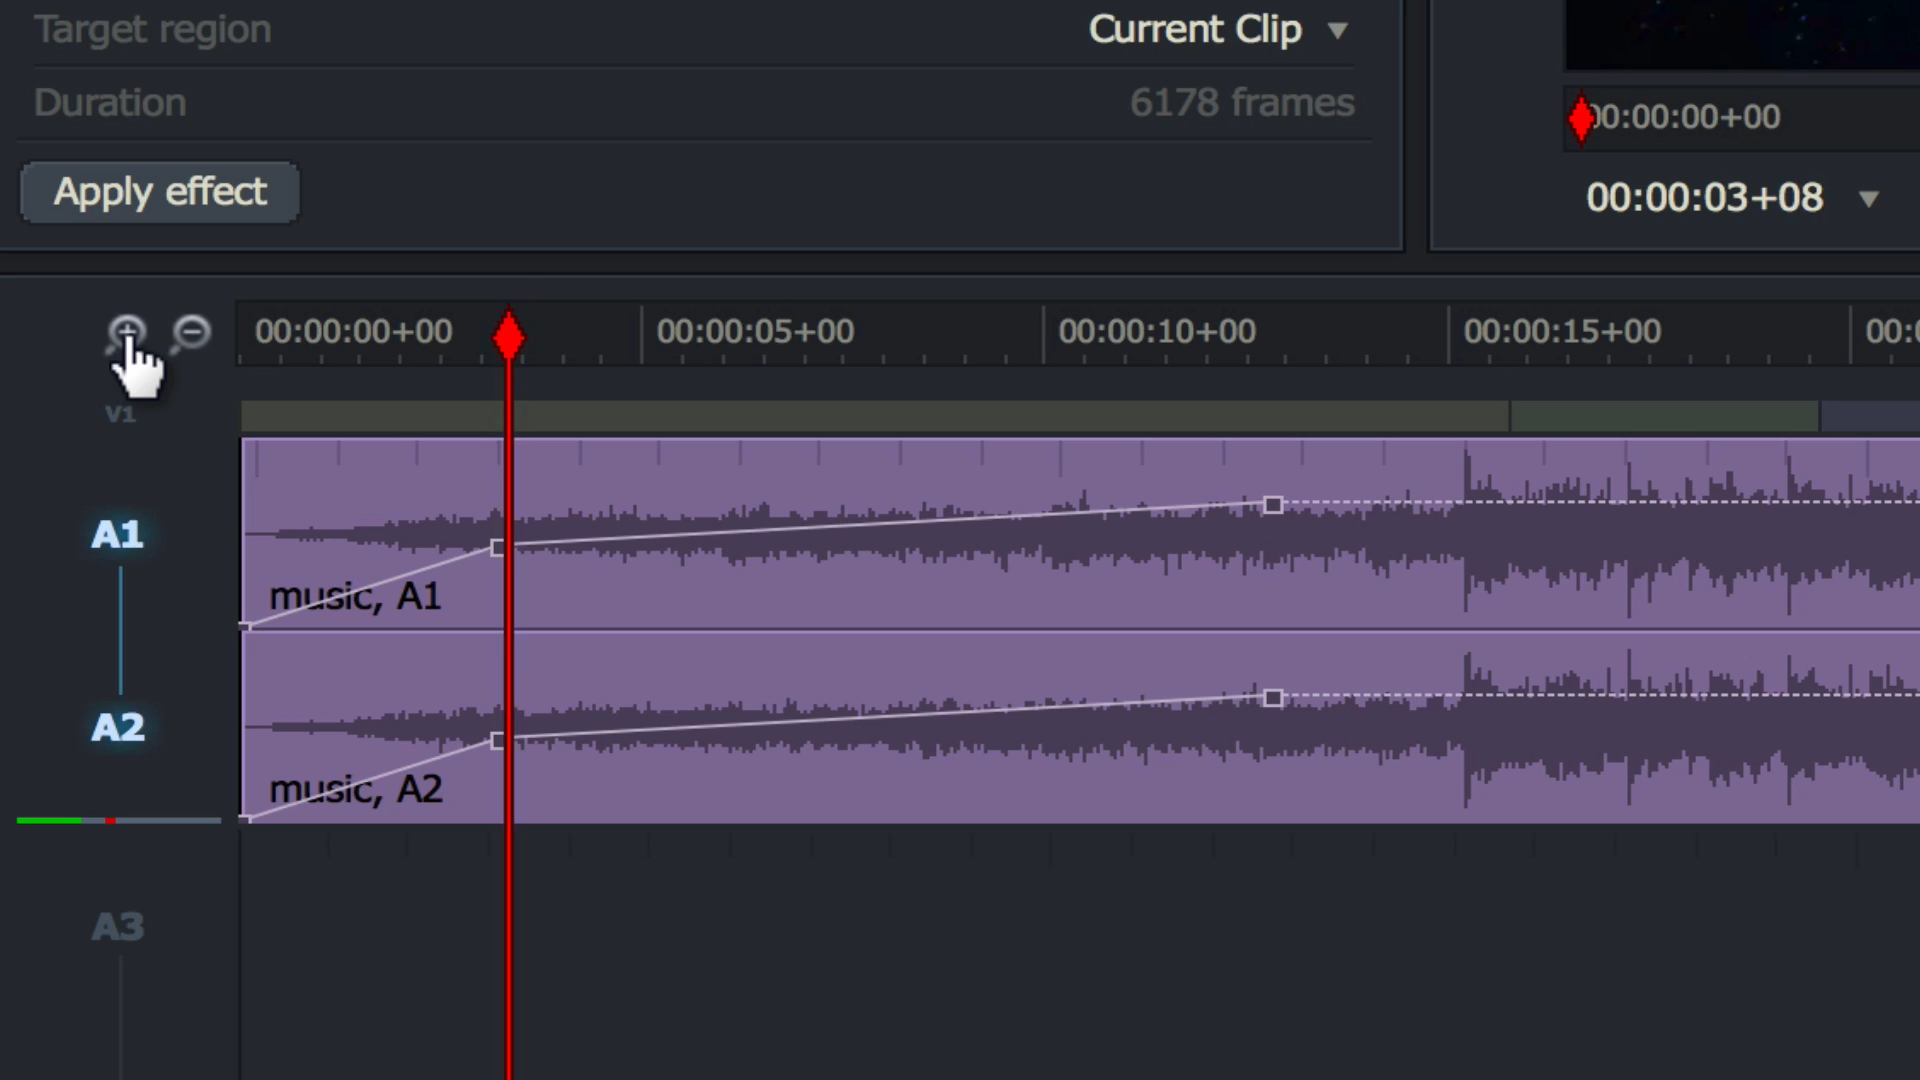 Target region Current Clip
Duration 6178 frames
00:00:00+00
Apply effect
00:00:03+08
00:00:00+00 00:00:05+00 00:00:10+00 00:00:15+00
V1
A1
music, A1
A2
music, A2
A3